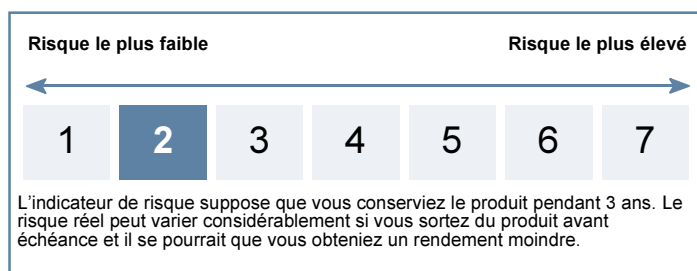 Risque le plus faible Risque le plus élevé
1 2 3 4 5 6 7
L'indicateur de risque suppose que vous conserviez le produit pendant 3 ans. Le
risque réel peut varier considérablement si vous sortez du produit avant
échéance et il se pourrait que vous obteniez un rendement moindre.